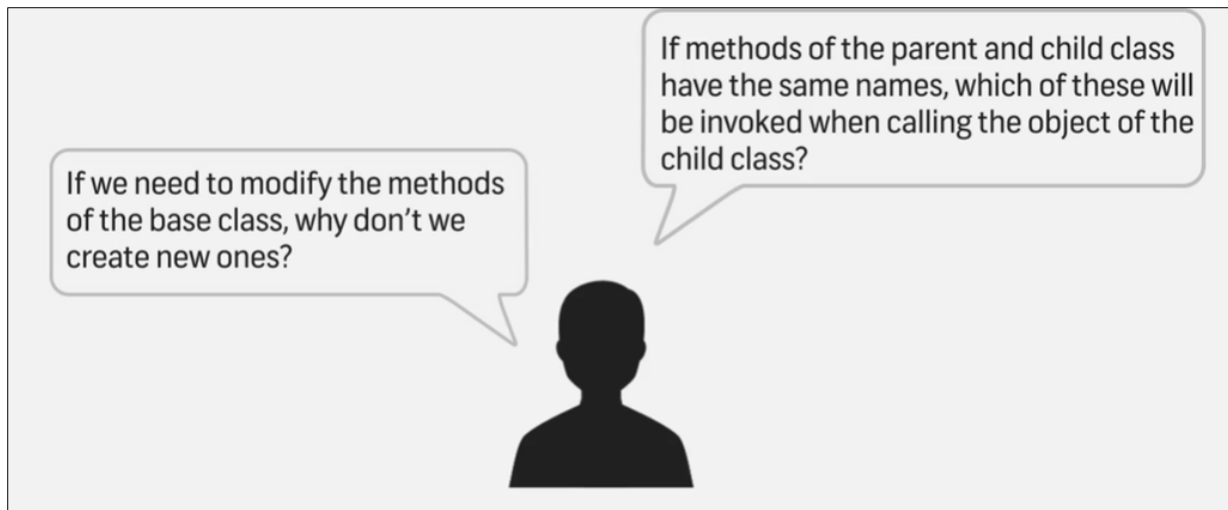 If methods of the parent and child class
have the same names, which of these will
be invoked when calling the object of the
child class?
If we need to modify the methods
of the base class, why don’t we
create new ones?